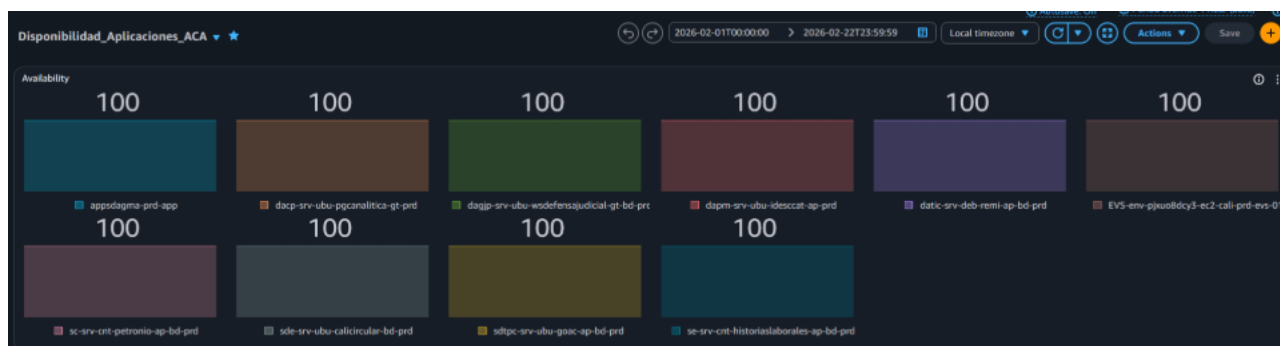 Autosave: Off
Disponibilidad_Aplicaciones_ACA
2026-02-01T00:00:00 > 2026-02-22T23:59:59
Local timezone
Actions
Save
Availability
100 100 100 100 100 100
appsdagma-prd-app dacp-srv-ubu-pgcanalitica-gt-prd dagjp-srv-ubu-wsdefensajudicial-gt-bd-prc dapm-srv-ubu-idesccat-ap-prd datic-srv-deb-remi-ap-bd-prd EVS-env-pjxuo8dcy3-ec2-cali-prd-evs-01
100 100 100 100
sc-srv-cnt-petronio-ap-bd-prd sde-srv-ubu-calicircular-bd-prd sdtpc-srv-ubu-goac-ap-bd-prd se-srv-cnt-historiaslaborales-ap-bd-prd